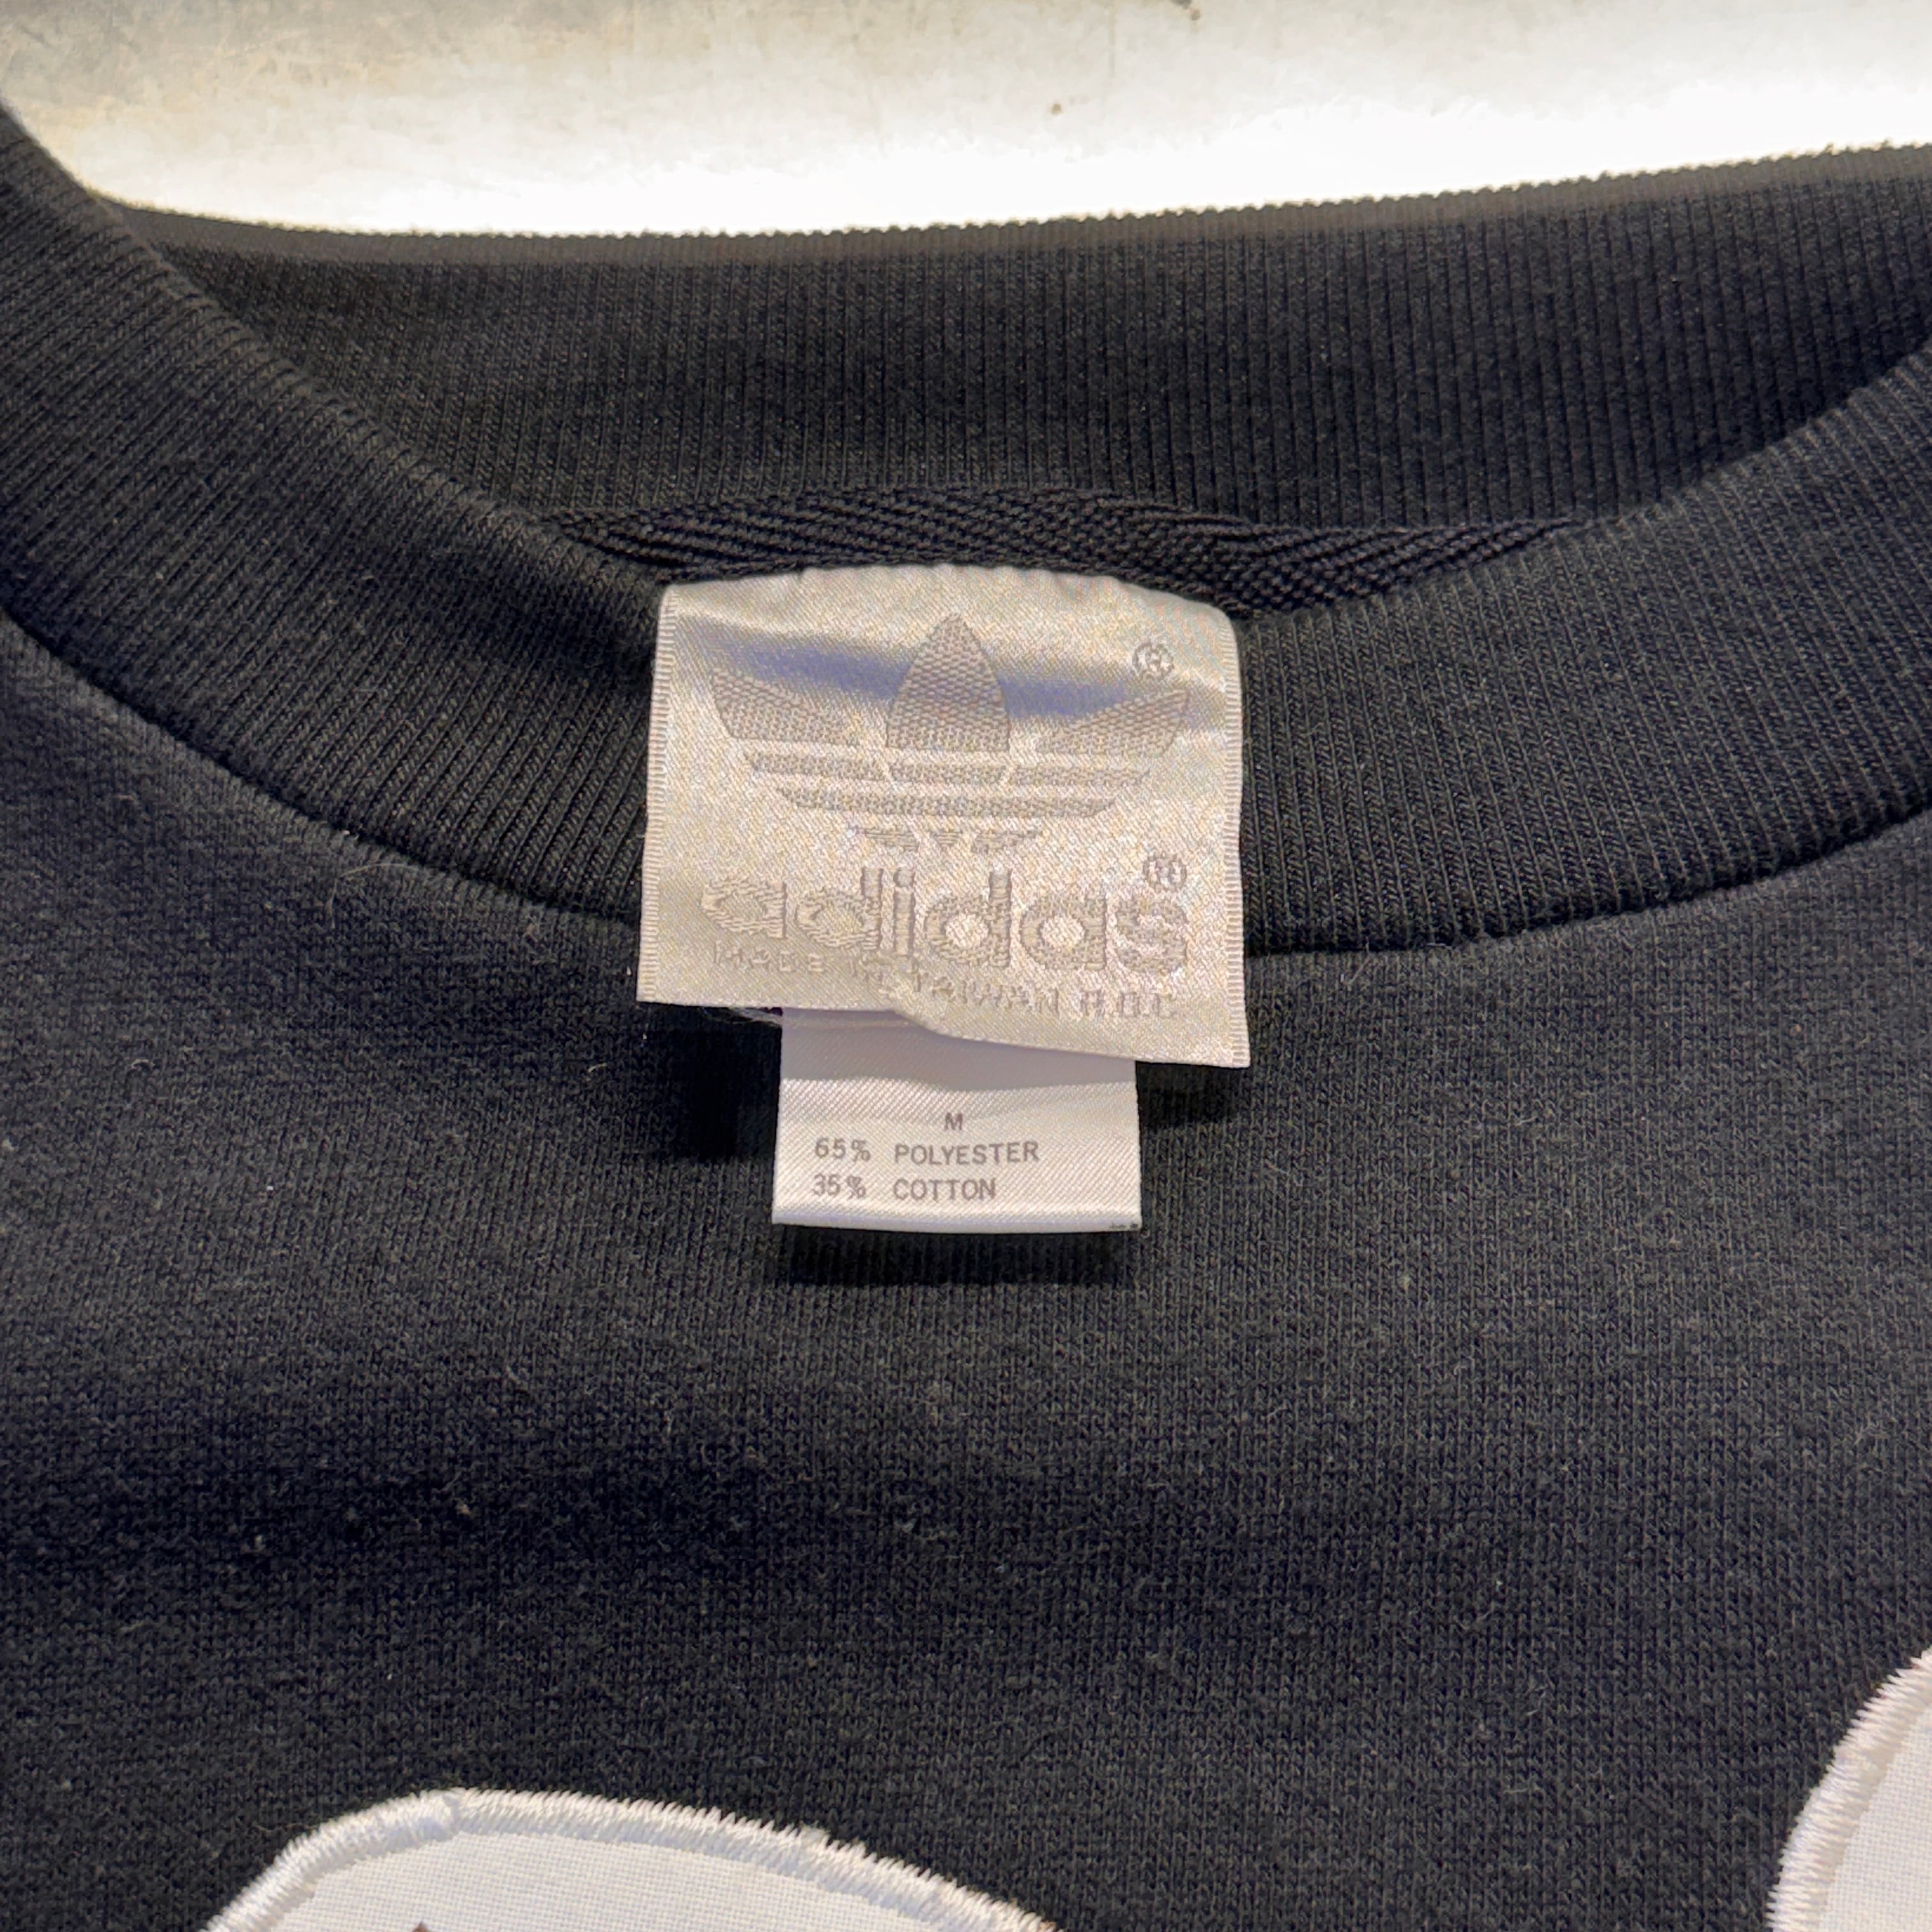 ®
adidas®
MADE IN TAIWAN R.O.C.
M
65% POLYESTER
35% COTTON